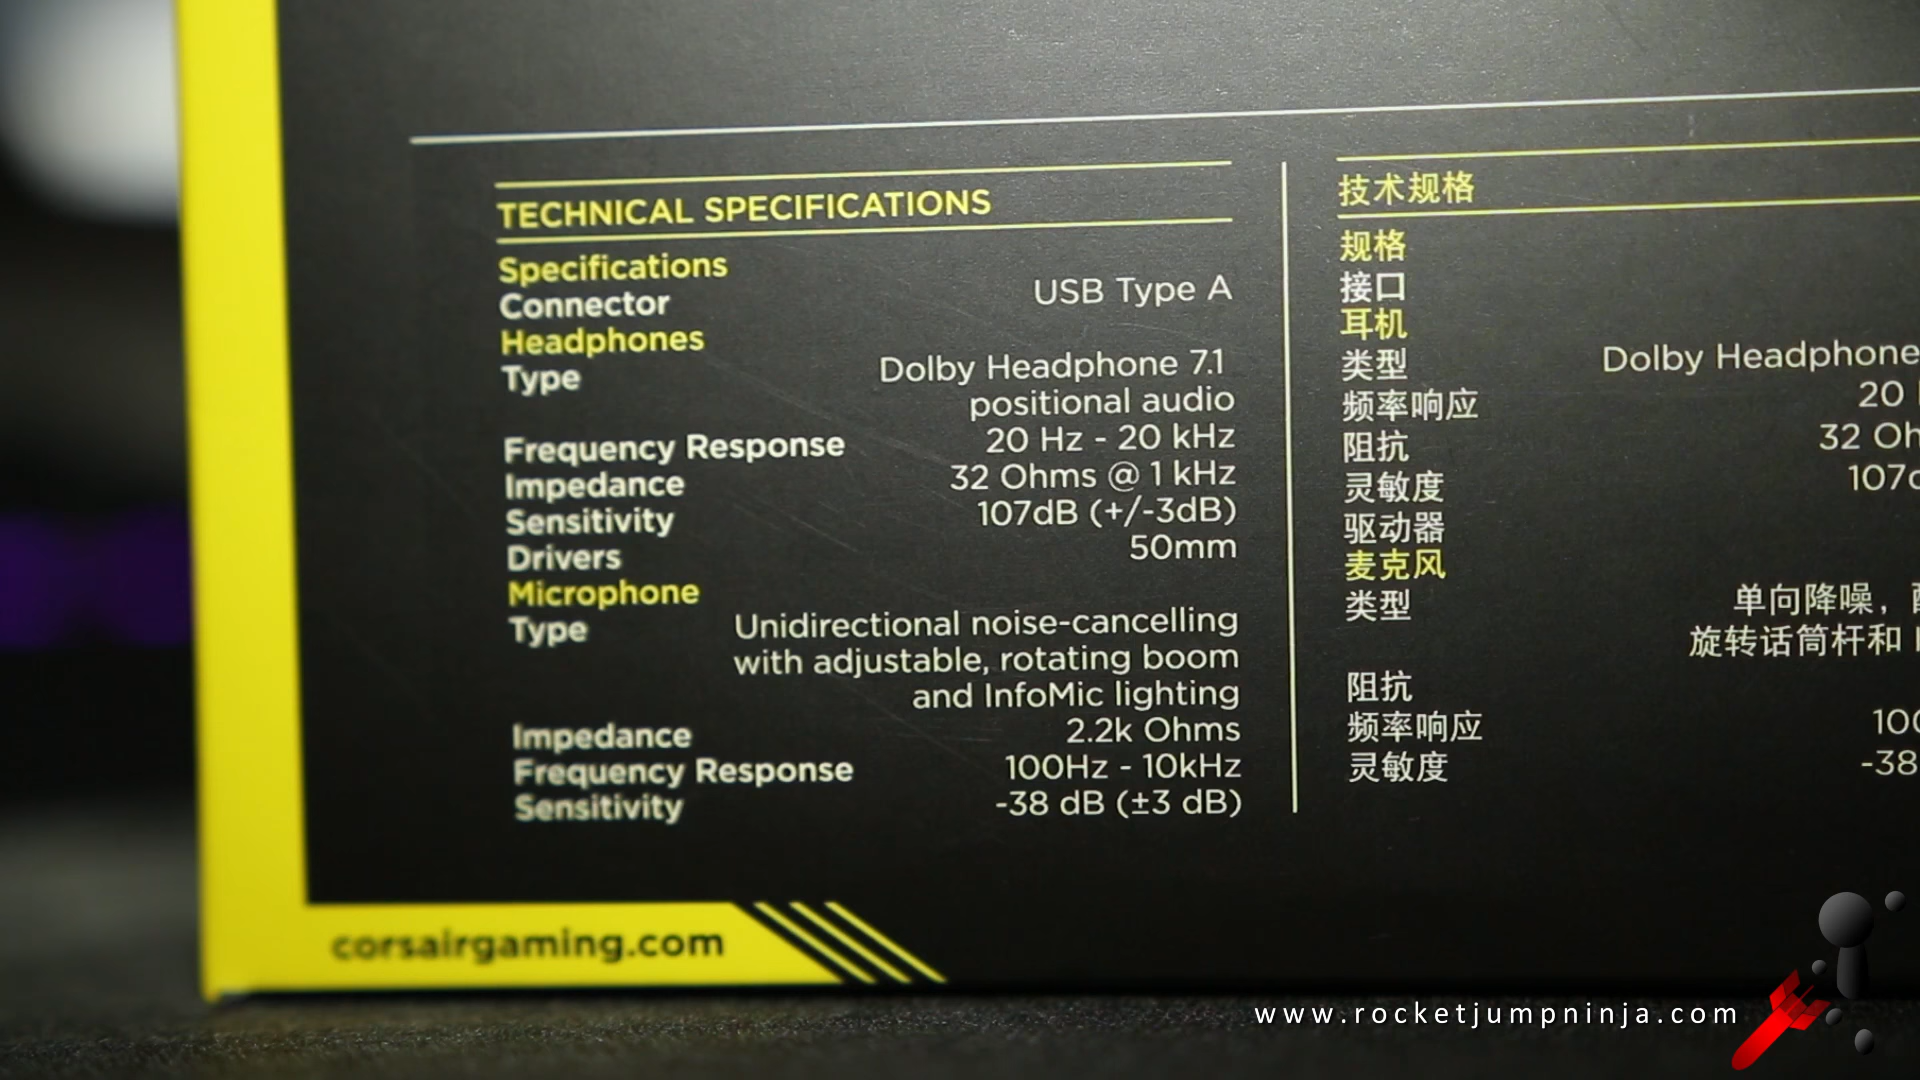 TECHNICAL SPECIFICATIONS
Specifications
Connector USB Type A
Headphones
Type Dolby Headphone 7.1
positional audio
Frequency Response 20 Hz - 20 kHz
Impedance 32 Ohms @ 1 kHz
Sensitivity 107dB (+/-3dB)
Drivers 50mm
Microphone
Type Unidirectional noise-cancelling
with adjustable, rotating boom
and InfoMic lighting
Impedance 2.2k Ohms
Frequency Response 100Hz - 10kHz
Sensitivity -38 dB (±3 dB)
技术规格
规格
接口
耳机
类型 Dolby Headphone
频率响应 20
阻抗 32
灵敏度
驱动器
麦克风
类型 单向降噪，
旋转话筒杆和
阻抗
频率响应
灵敏度 -38
corsairgaming.com
www.rocketjumpninja.com